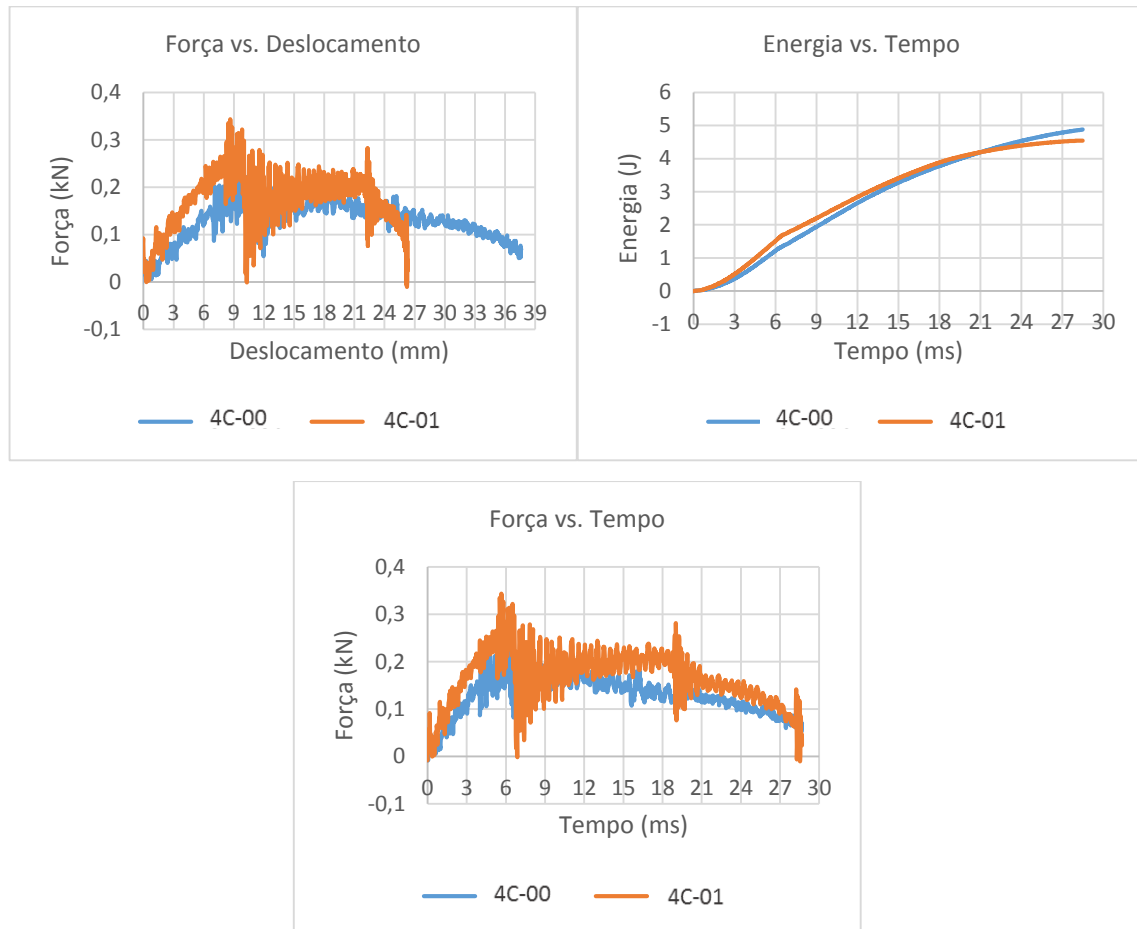 Força vs. Deslocamento
0,4
0,3
0,2
0,1
0
-0,1
Força (kN)
0 3 6 9 12 15 18 21 24 27 30 33 36 39
Deslocamento (mm)
4C-00 4C-01
Energia vs. Tempo
6
5
4
3
2
1
0
-1
Energia (J)
0 3 6 9 12 15 18 21 24 27 30
Tempo (ms)
4C-00 4C-01
Força vs. Tempo
0,4
0,3
0,2
0,1
0
-0,1
Força (kN)
0 3 6 9 12 15 18 21 24 27 30
Tempo (ms)
4C-00 4C-01